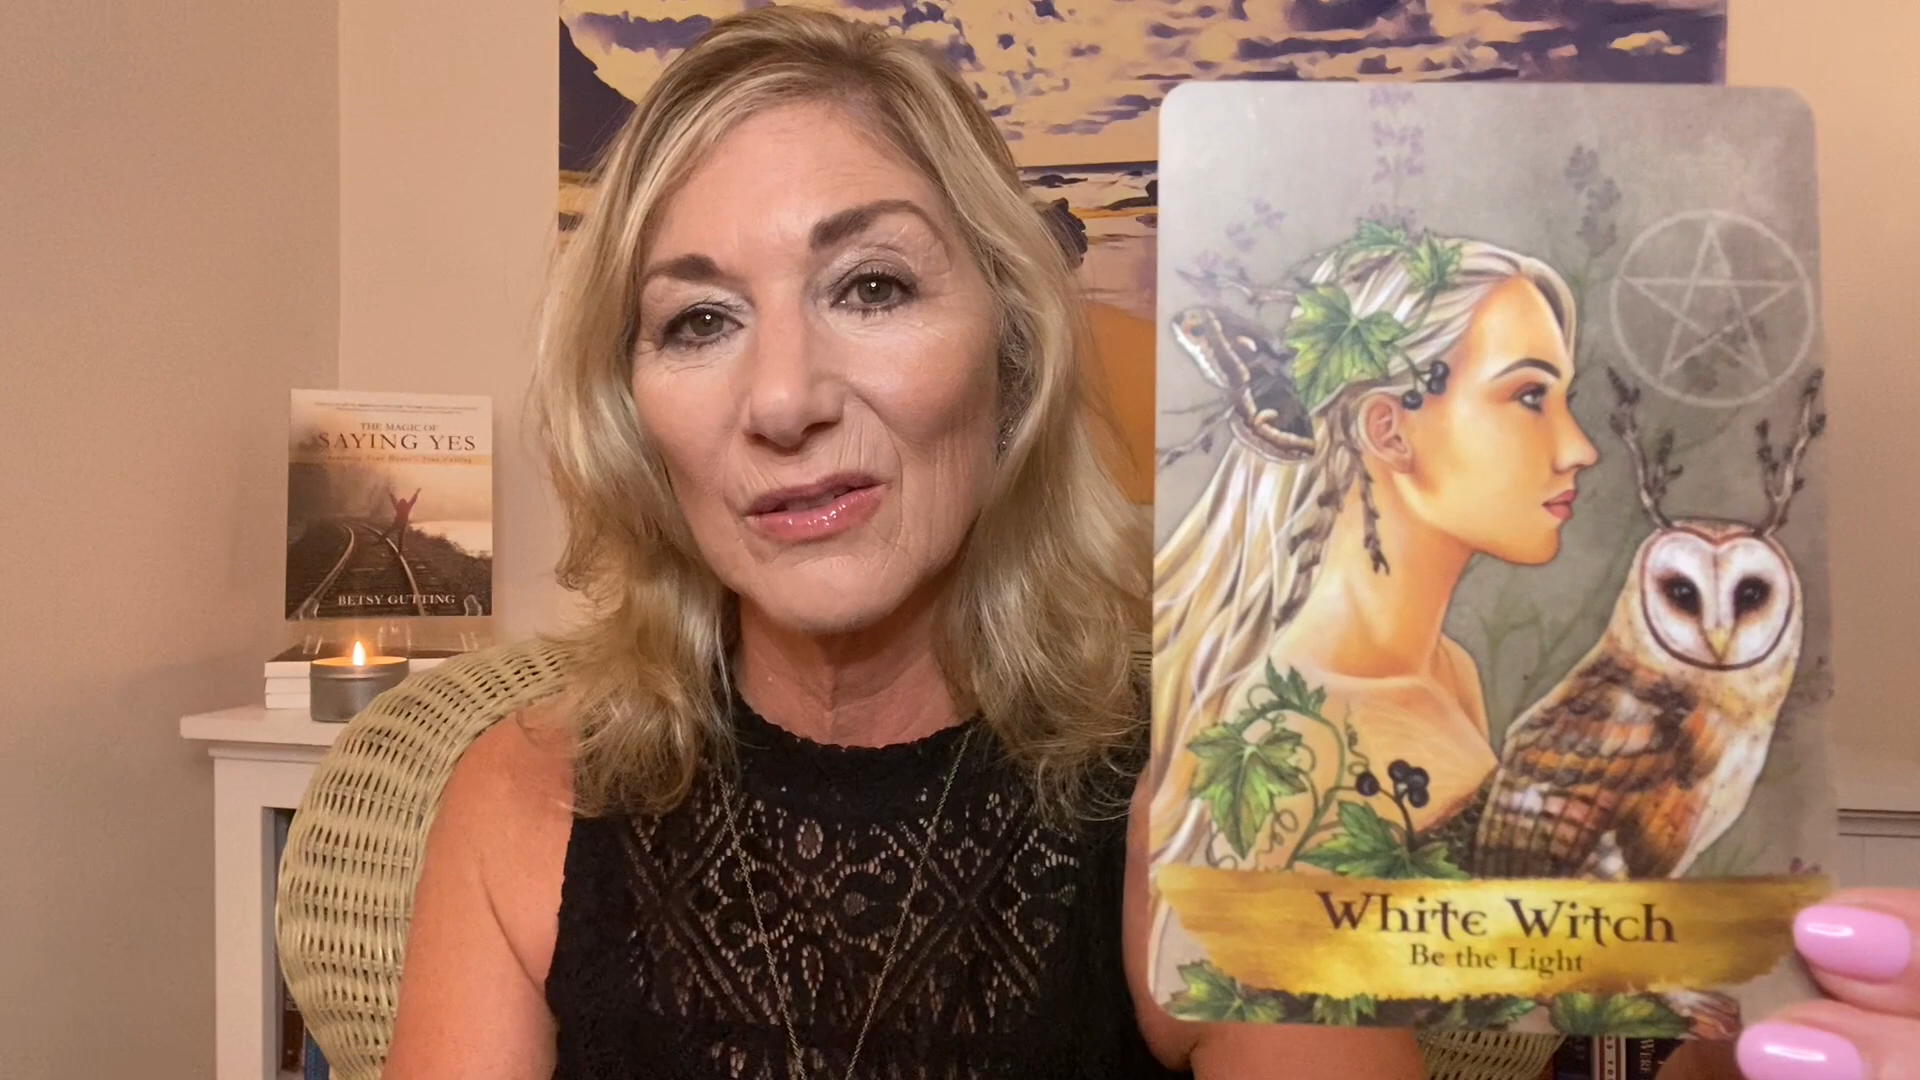 THE MAGIC OF
SAYING YES
BETSY GUTTING
White Witch
Be the Light